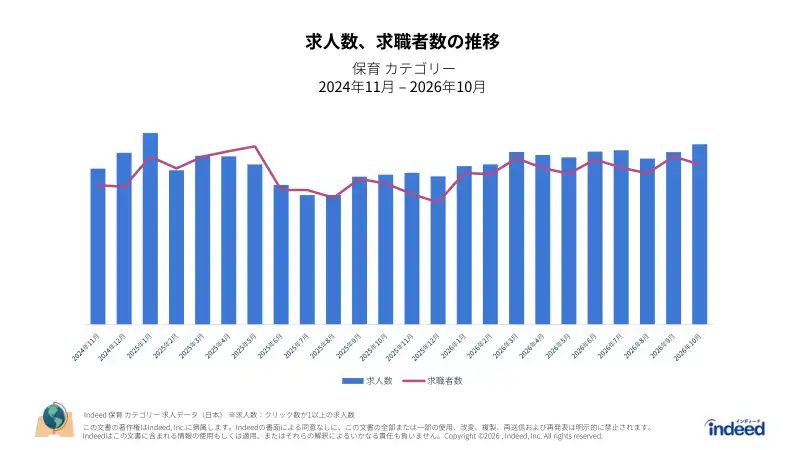 求人数、求職者数の推移
保育 カテゴリー
2024年11月 – 2026年10月
2024年11月
2024年12月
2025年1月
2025年2月
2025年3月
2025年4月
2025年5月
2025年6月
2025年7月
2025年8月
2025年9月
2025年10月
2025年11月
2025年12月
2026年1月
2026年2月
2026年3月
2026年4月
2026年5月
2026年6月
2026年7月
2026年8月
2026年9月
2026年10月
求人数 求職者数
Indeed 保育 カテゴリー 求人データ（日本） ※求人数：クリック数が1以上の求人数
この文書の著作権はIndeed, Inc.に帰属します。Indeedの書面による同意なしに、この文書の全部または一部の使用、改変、複製、再送信および再発表は明示的に禁止されます。
Indeedはこの文書に含まれる情報の使用もしくは適用、またはそれらの解釈によるいかなる責任も負いません。Copyright ©2026 , Indeed, Inc. All rights reserved.
インディード
indeed